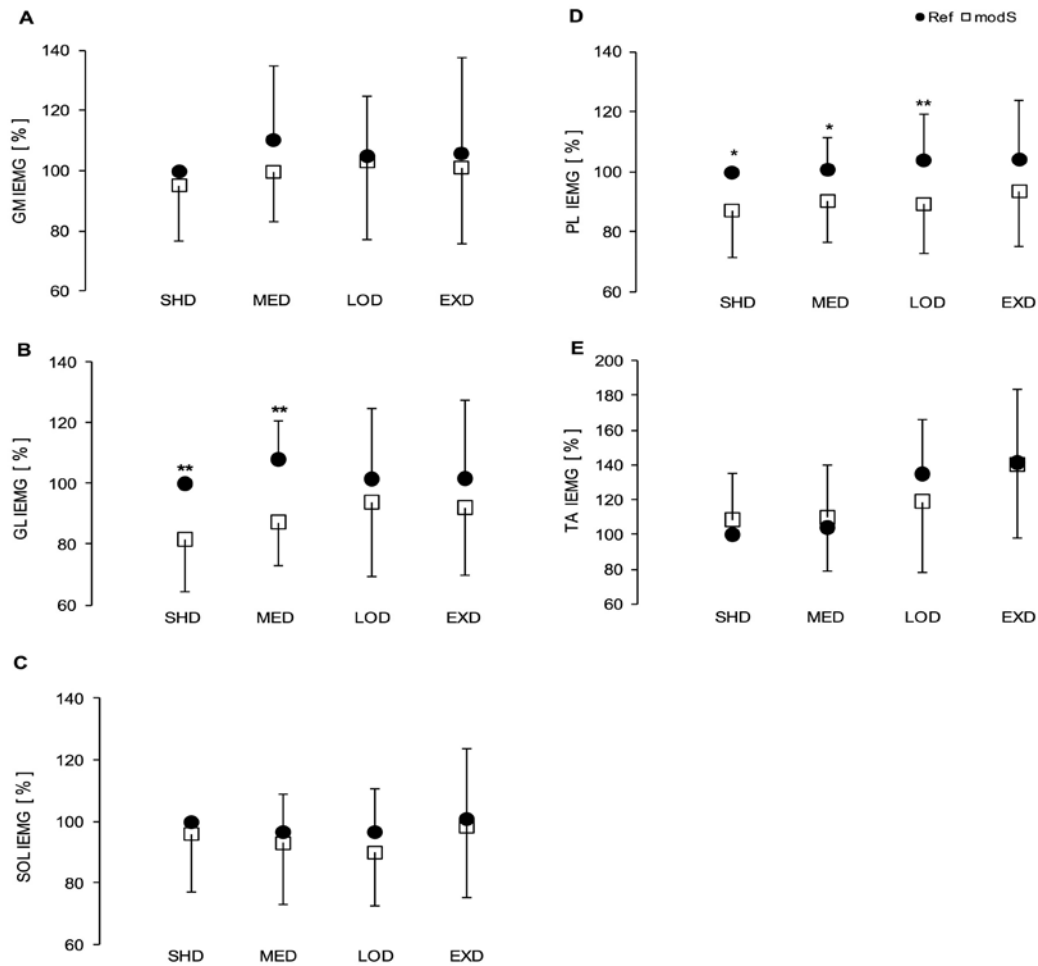 A
140
120
100
80
60
GM IEMG [%]
SHD MED LOD EXD
B
140
120
100
80
60
GL IEMG [%]
** **
SHD MED LOD EXD
C
140
120
100
80
60
SOL IEMG [%]
SHD MED LOD EXD
D
Ref modS
140
120
100
80
60
PL IEMG [%]
* * **
SHD MED LOD EXD
E
200
180
160
140
120
100
80
60
TA IEMG [%]
SHD MED LOD EXD